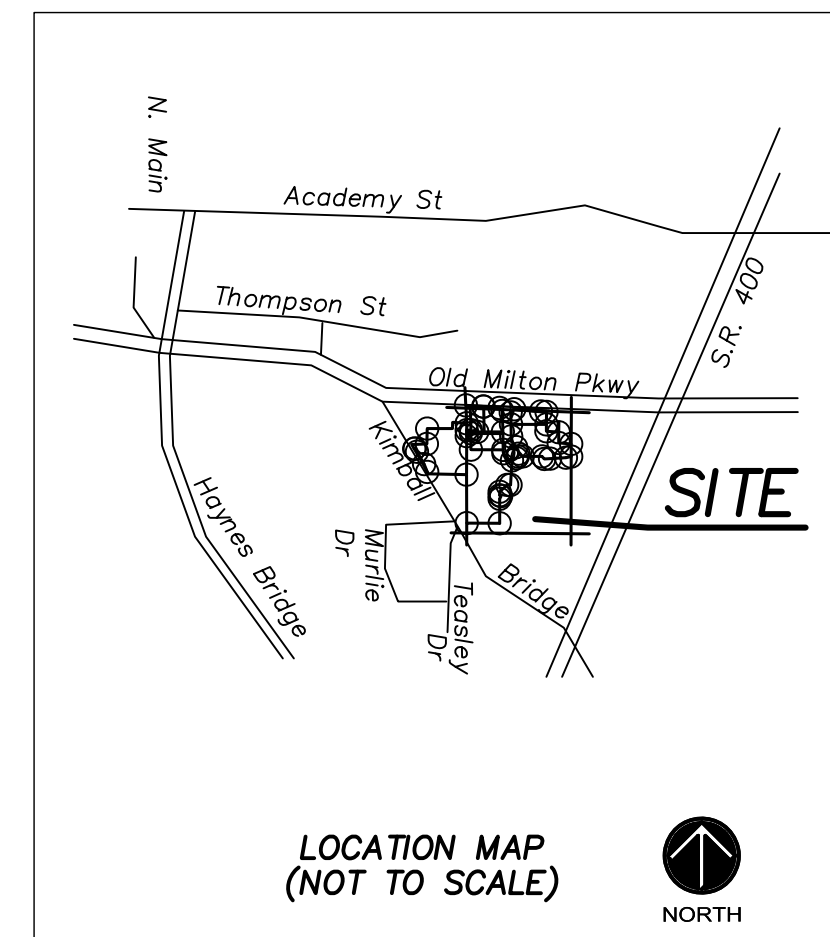 N. Main
Academy St
Thompson St
S.R. 400
Old Milton Pkwy
Kimball
SITE
Haynes Bridge
Murlie
Dr
Bridge
Teasley
Dr
LOCATION MAP
(NOT TO SCALE)
NORTH